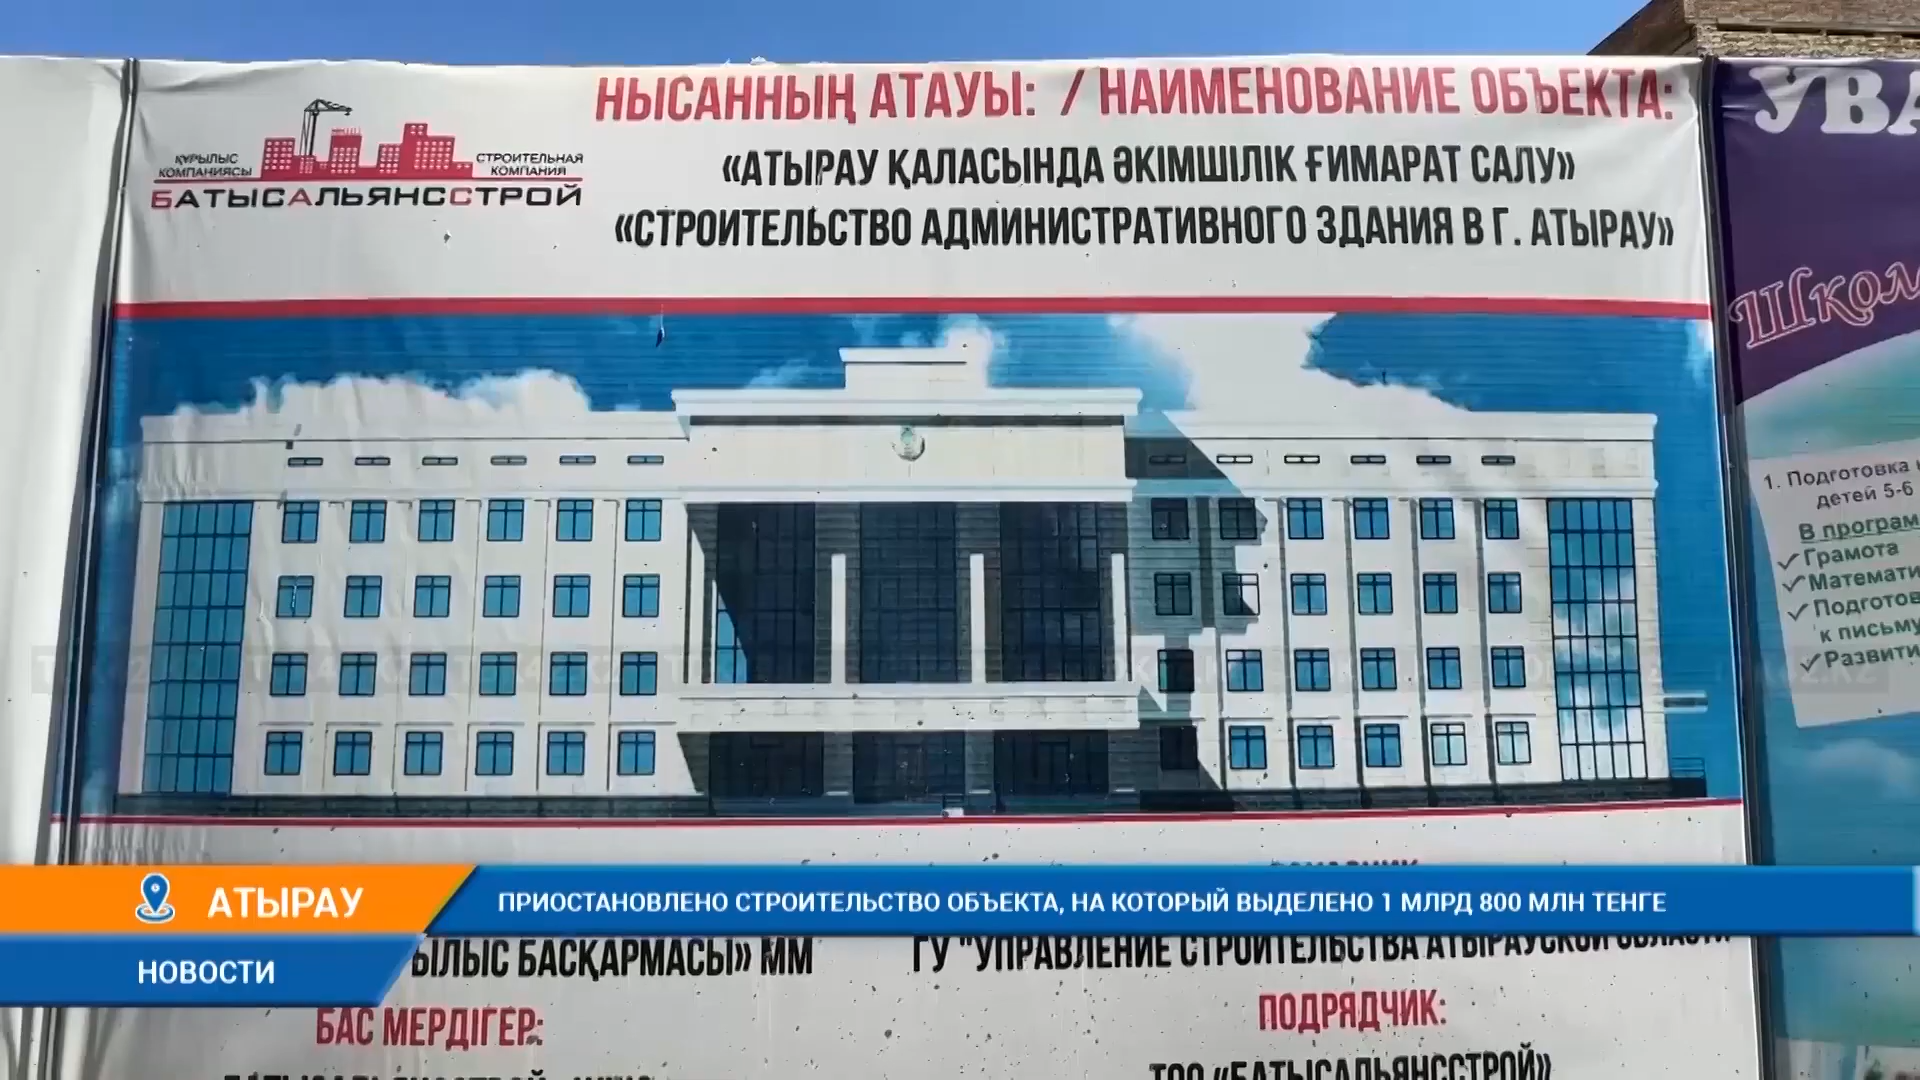 НЫСАННЫҢ АТАУЫ: / НАИМЕНОВАНИЕ ОБЪЕКТА:
ҚҰРЫЛЫС КОМПАНИЯСЫ
СТРОИТЕЛЬНАЯ КОМПАНИЯ
БАТЫСАЛЬЯНССТРОЙ
«АТЫРАУ ҚАЛАСЫНДА ӘКІМШІЛІК ҒИМАРАТ САЛУ»
«СТРОИТЕЛЬСТВО АДМИНИСТРАТИВНОГО ЗДАНИЯ В Г. АТЫРАУ»
УВА
Школ
1. Подготовка к
детей 5-6
В програм
Грамота
Математи
Подготов
к письму
Развити
АТЫРАУ
ПРИОСТАНОВЛЕНО СТРОИТЕЛЬСТВО ОБЪЕКТА, НА КОТОРЫЙ ВЫДЕЛЕНО 1 МЛРД 800 МЛН ТЕНГЕ
НОВОСТИ
ЫЛЫС БАСҚАРМАСЫ» ММ
ГУ "УПРАВЛЕНИЕ СТРОИТЕЛЬСТВА АТЫРАУСКОЙ ОБЛАСТИ
БАС МЕРДІГЕР:
ПОДРЯДЧИК:
ТОО «БАТЫСАЛЬЯНССТРОЙ»